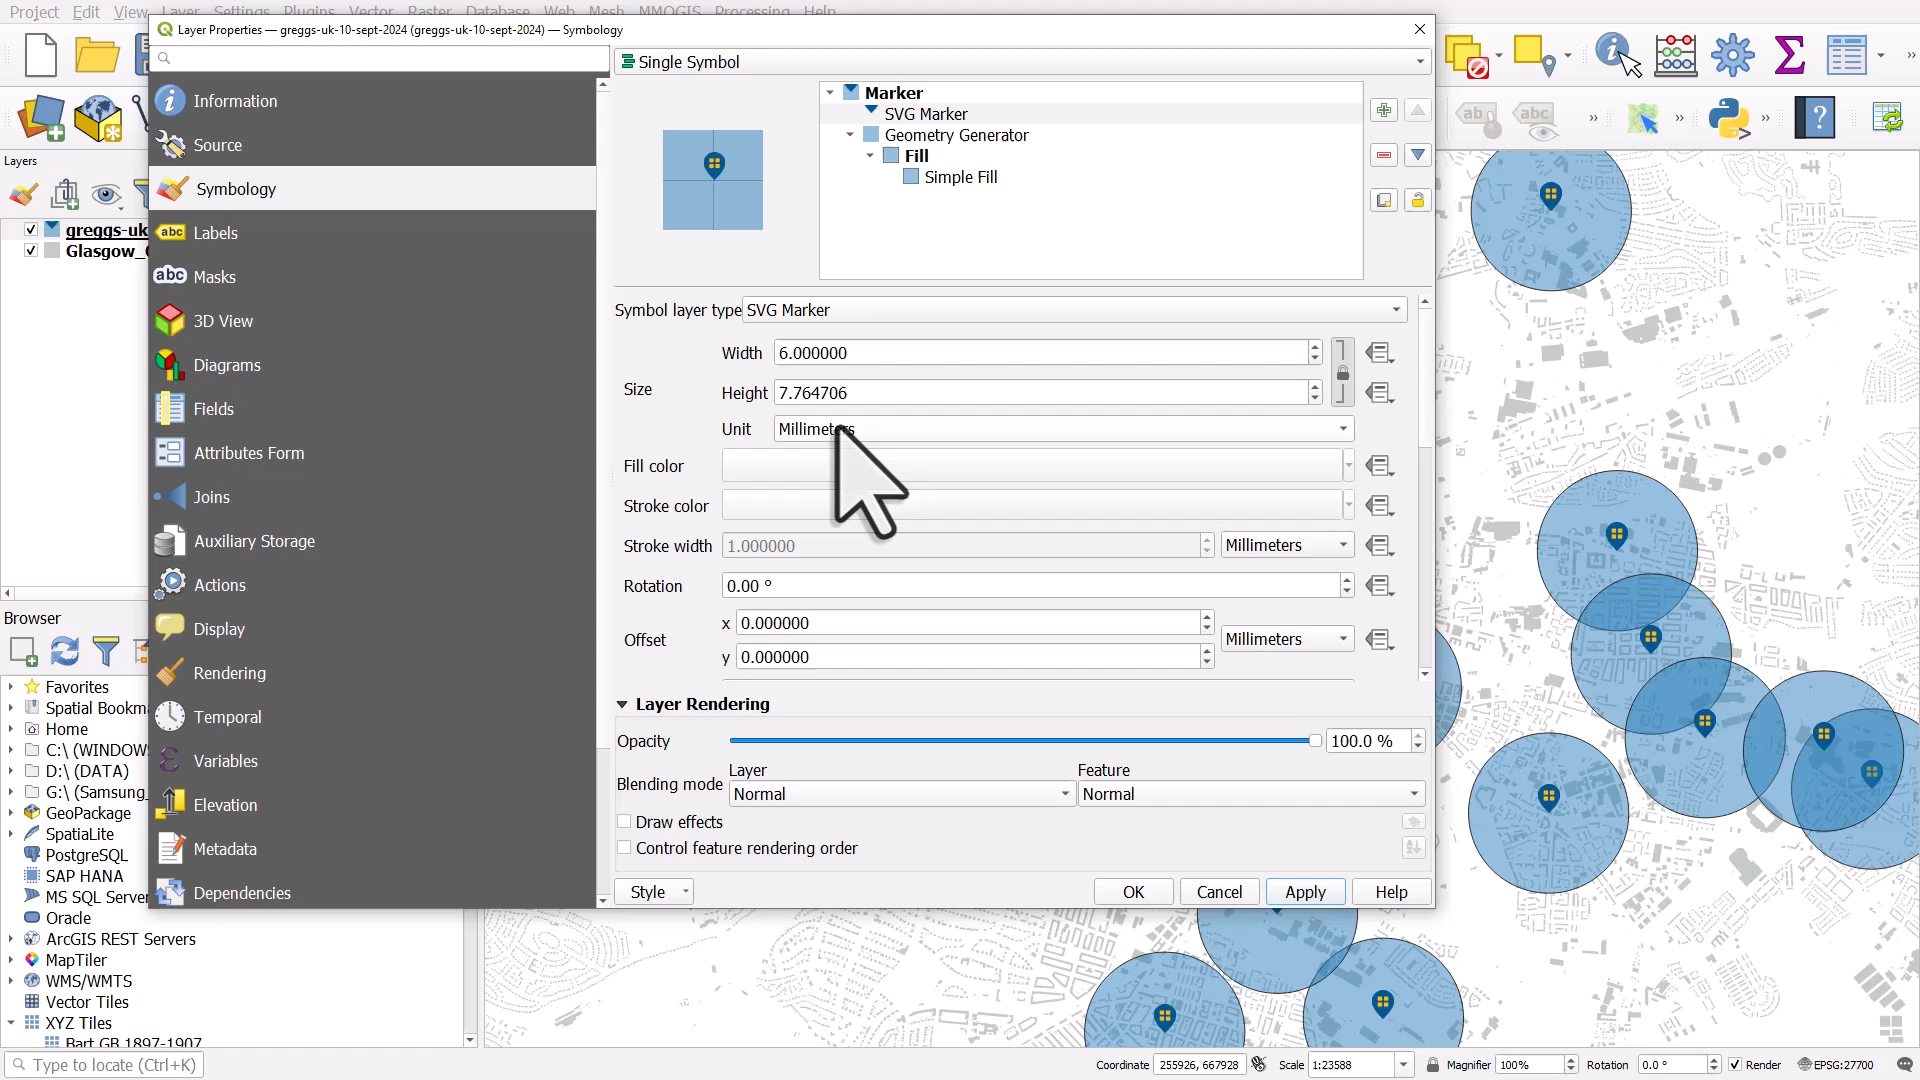 Project Edit View Layer Settings Plugins Vector Raster Database Web Mesh MMQGIS Processing Help
Layer Properties — greggs-uk-10-sept-2024 (greggs-uk-10-sept-2024) — Symbology
Single Symbol
Information
Source
Symbology
Labels
Masks
3D View
Diagrams
Fields
Attributes Form
Joins
Auxiliary Storage
Actions
Display
Rendering
Temporal
Variables
Elevation
Metadata
Dependencies
Marker
SVG Marker
Geometry Generator
Fill
Simple Fill
Symbol layer type SVG Marker
Size
Width 6.000000
Height 7.764706
Unit Millimeters
Fill color
Stroke color
Stroke width 1.000000 Millimeters
Rotation 0.00 °
Offset
x 0.000000 Millimeters
y 0.000000
Layer Rendering
Opacity 100.0 %
Layer Feature
Blending mode Normal Normal
Draw effects
Control feature rendering order
Style OK Cancel Apply Help
Layers
greggs-uk
Glasgow_
Browser
Favorites
Spatial Bookm
Home
C:\ (WINDOWS
D:\ (DATA)
G:\ (Samsung_
GeoPackage
SpatiaLite
PostgreSQL
SAP HANA
MS SQL Server
Oracle
ArcGIS REST Servers
MapTiler
WMS/WMTS
Vector Tiles
XYZ Tiles
Bart GB 1897-1907
Type to locate (Ctrl+K) Coordinate 255926, 667928 Scale 1:23588 Magnifier 100% Rotation 0.0 ° Render EPSG:27700